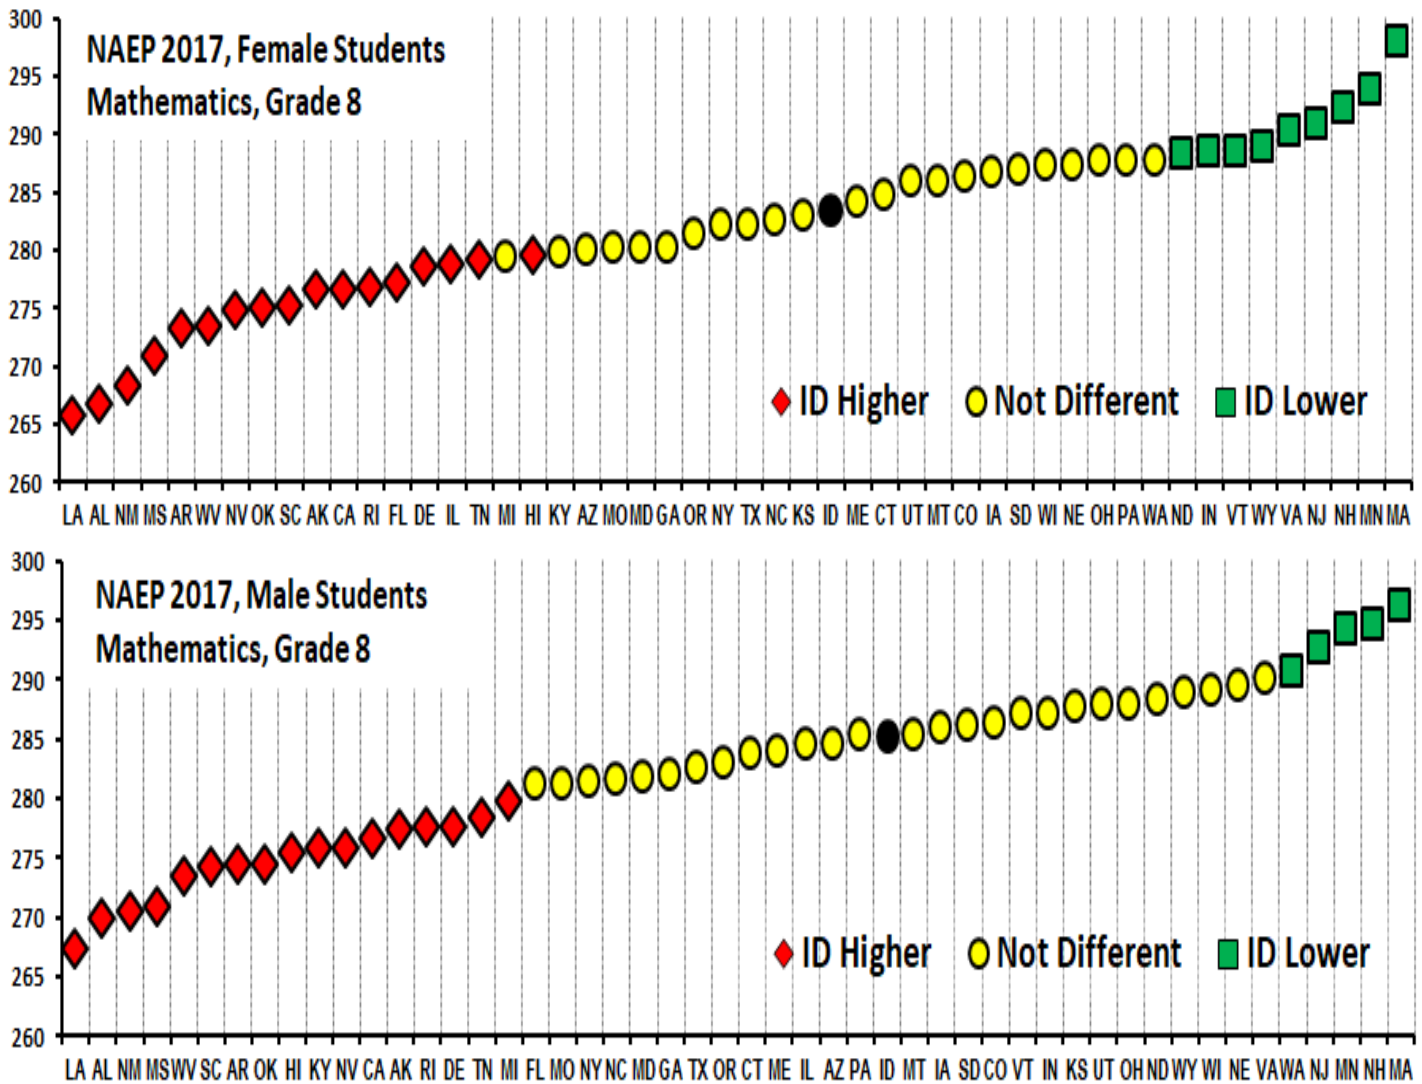 300
NAEP 2017, Female Students
295
Mathematics, Grade 8
290
285
280
275
270
ID Higher Not Different ID Lower
265
260
LA AL NM MS AR WV NV OK SC AK CA RI FL DE IL TN MI HI KY AZ MO MD GA OR NY TX NC KS ID ME CT UT MT CO IA SD WI NE OH PA WA ND IN VT WY VA NJ NH MN MA
300
NAEP 2017, Male Students
295
Mathematics, Grade 8
290
285
280
275
270
ID Higher Not Different ID Lower
265
260
LA AL NM MS WV SC AR OK HI KY NV CA AK RI DE TN MI FL MO NY NC MD GA TX OR CT ME IL AZ PA ID MT IA SD CO VT IN KS UT OH ND WY WI NE VA WA NJ MN NH MA